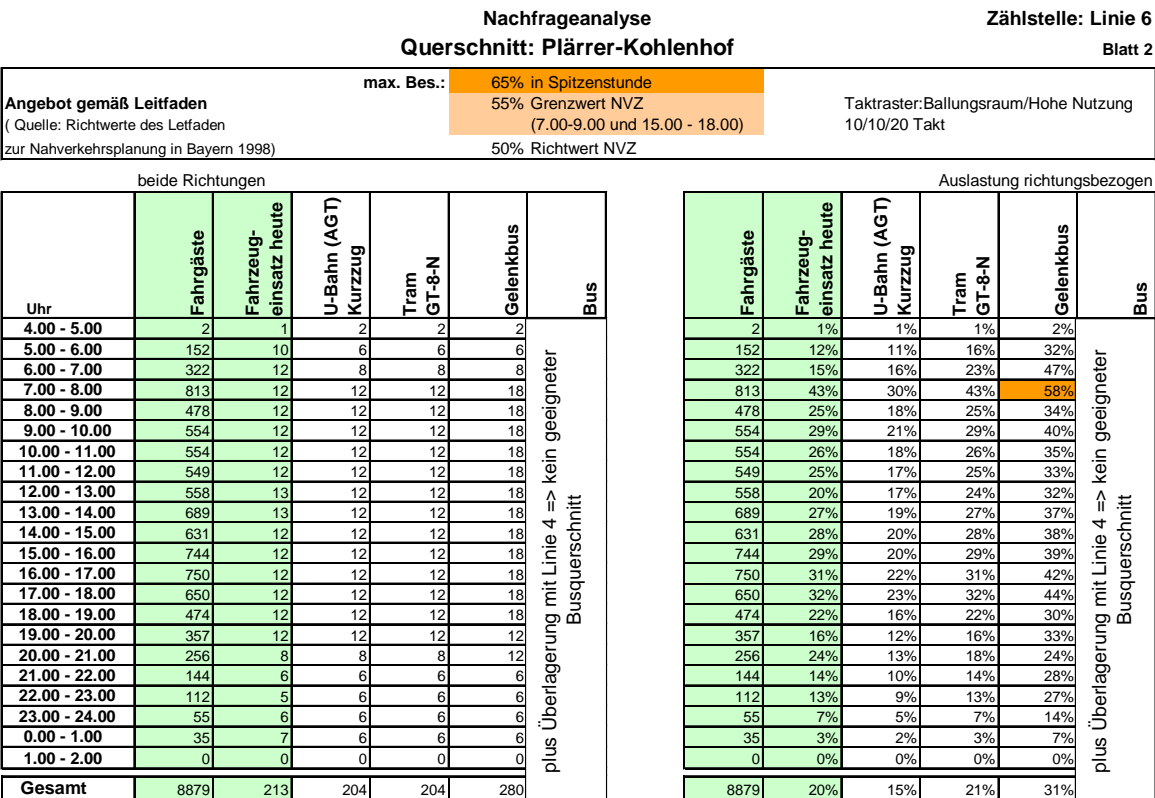 Nachfrageanalyse Zählstelle: Linie 6
Querschnitt: Plärrer-Kohlenhof Blatt 2
max. Bes.: 65% in Spitzenstunde
Angebot gemäß Leitfaden 55% Grenzwert NVZ Taktraster:Ballungsraum/Hohe Nutzung
( Quelle: Richtwerte des Letfaden (7.00-9.00 und 15.00 - 18.00) 10/10/20 Takt
zur Nahverkehrsplanung in Bayern 1998) 50% Richtwert NVZ
beide Richtungen Auslastung richtungsbezogen
Uhr Fahrgäste Fahrzeug-einsatz heute U-Bahn (AGT) Kurzzug Tram GT-8-N Gelenkbus Bus Fahrgäste Fahrzeug-einsatz heute U-Bahn (AGT) Kurzzug Tram GT-8-N Gelenkbus Bus
4.00 - 5.00 2 1 2 2 2 2 1% 1% 1% 2%
5.00 - 6.00 152 10 6 6 6 152 12% 11% 16% 32%
6.00 - 7.00 322 12 8 8 8 322 15% 16% 23% 47%
7.00 - 8.00 813 12 12 12 18 813 43% 30% 43% 58%
8.00 - 9.00 478 12 12 12 18 478 25% 18% 25% 34%
9.00 - 10.00 554 12 12 12 18 554 29% 21% 29% 40%
10.00 - 11.00 554 12 12 12 18 554 26% 18% 26% 35%
11.00 - 12.00 549 12 12 12 18 549 25% 17% 25% 33%
12.00 - 13.00 558 13 12 12 18 558 20% 17% 24% 32%
13.00 - 14.00 689 13 12 12 18 689 27% 19% 27% 37%
14.00 - 15.00 631 12 12 12 18 631 28% 20% 28% 38%
15.00 - 16.00 744 12 12 12 18 744 29% 20% 29% 39%
16.00 - 17.00 750 12 12 12 18 750 31% 22% 31% 42%
17.00 - 18.00 650 12 12 12 18 650 32% 23% 32% 44%
18.00 - 19.00 474 12 12 12 18 474 22% 16% 22% 30%
19.00 - 20.00 357 12 12 12 12 357 16% 12% 16% 33%
20.00 - 21.00 256 8 8 8 12 256 24% 13% 18% 24%
21.00 - 22.00 144 6 6 6 6 144 14% 10% 14% 28%
22.00 - 23.00 112 5 6 6 6 112 13% 9% 13% 27%
23.00 - 24.00 55 6 6 6 6 55 7% 5% 7% 14%
0.00 - 1.00 35 7 6 6 6 35 3% 2% 3% 7%
1.00 - 2.00 0 0 0 0 0 0 0% 0% 0% 0%
Gesamt 8879 213 204 204 280 8879 20% 15% 21% 31%
plus Überlagerung mit Linie 4 => kein geeigneter
Busquerschnitt
plus Überlagerung mit Linie 4 => kein geeigneter
Busquerschnitt